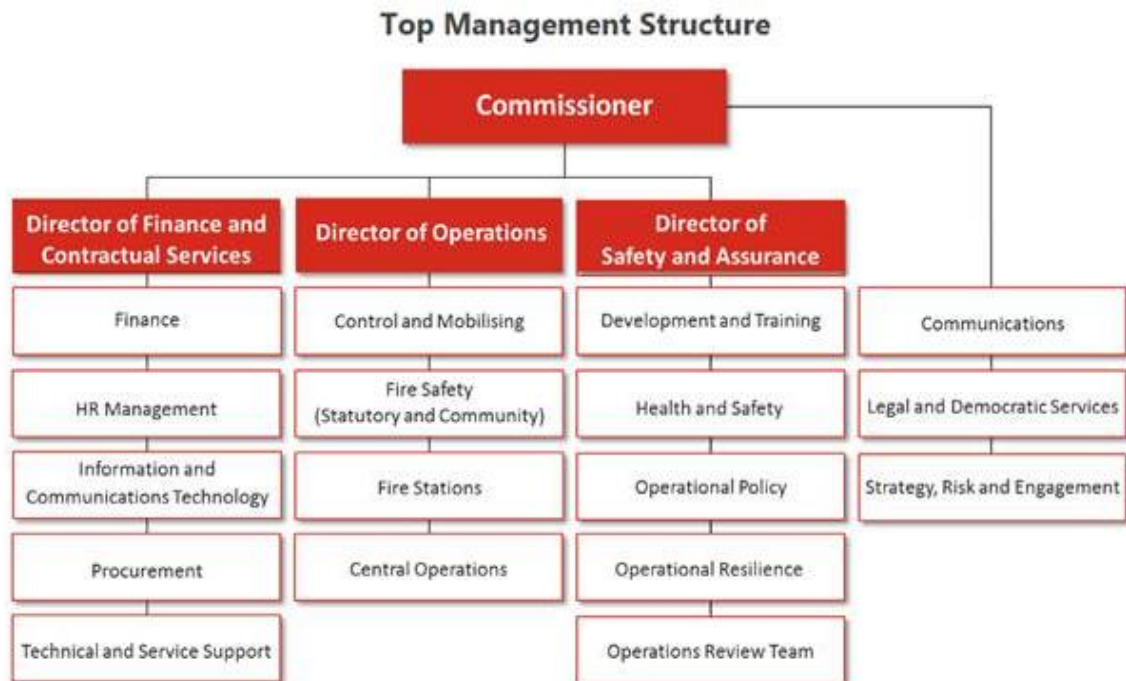 Top Management Structure
Commissioner
Director of Finance and
Contractual Services
Finance
HR Management
Information and
Communications Technology
Procurement
Technical and Service Support
Director of Operations
Control and Mobilising
Fire Safety
(Statutory and Community)
Fire Stations
Central Operations
Director of
Safety and Assurance
Development and Training
Health and Safety
Operational Policy
Operational Resilience
Operations Review Team
Communications
Legal and Democratic Services
Strategy, Risk and Engagement